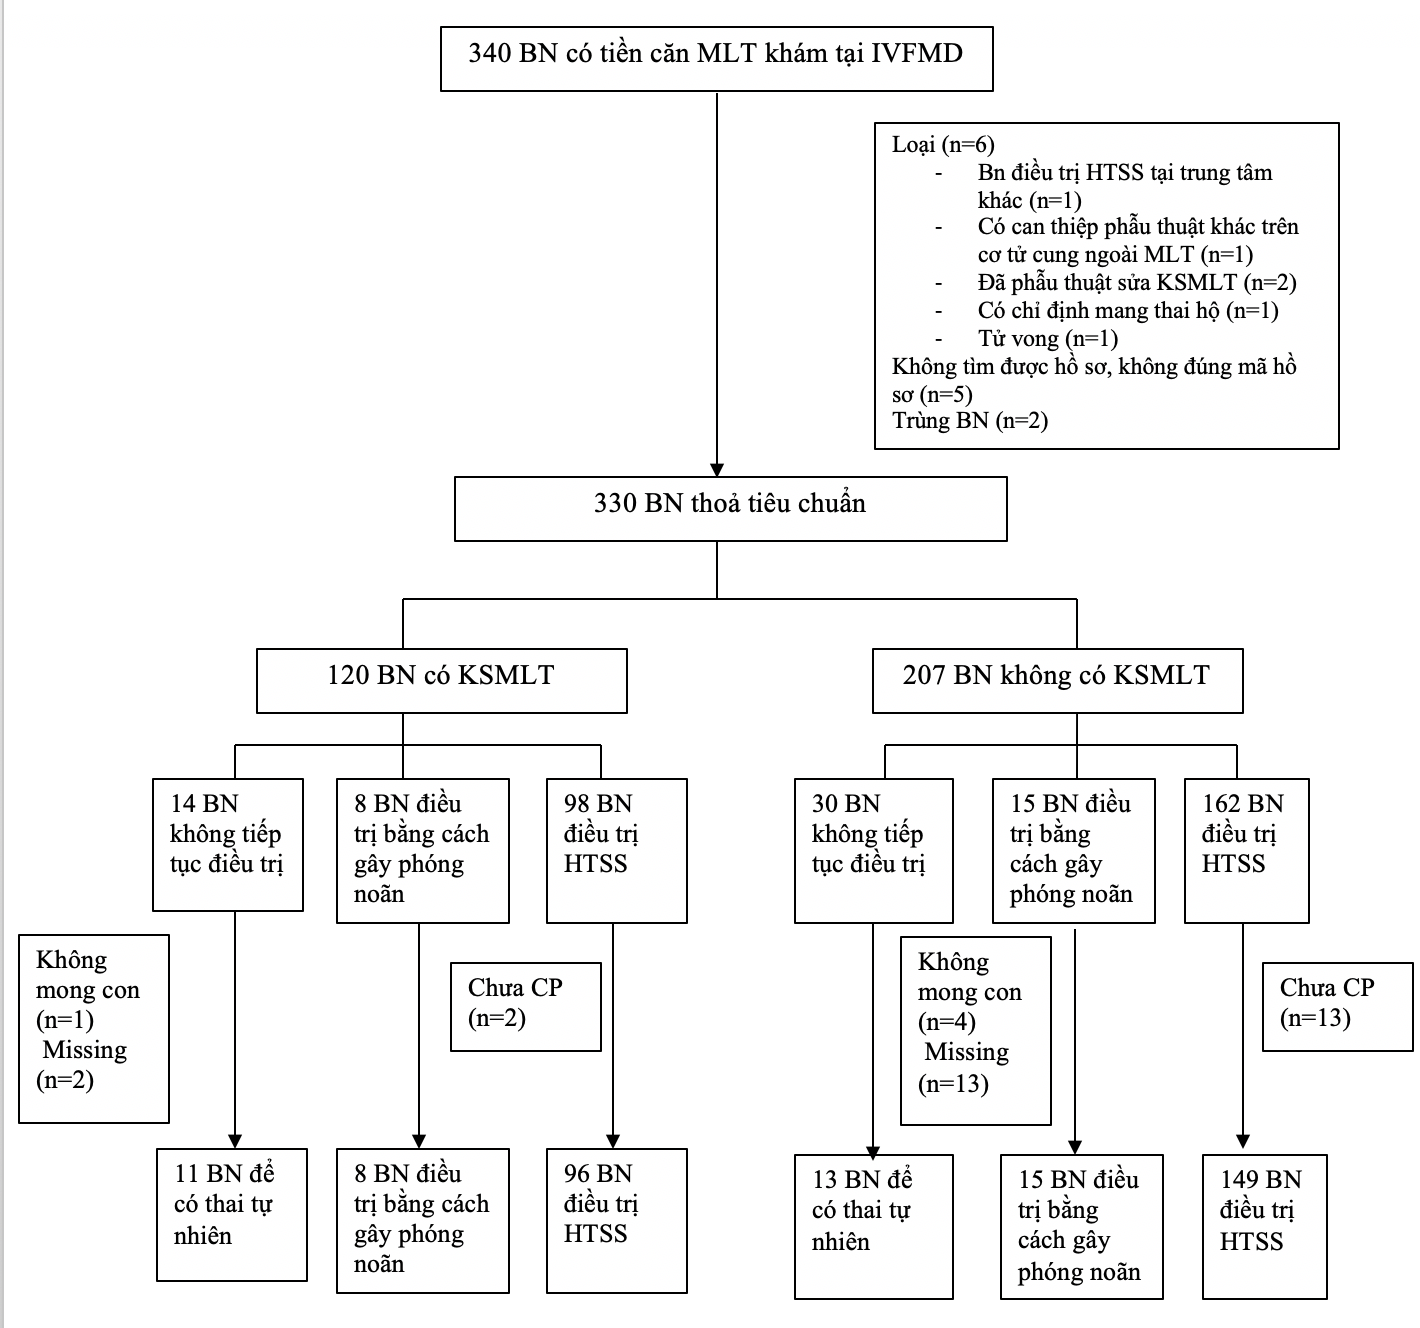 340 BN có tiền căn MLT khám tại IVFMD
Loại (n=6)
- Bn điều trị HTSS tại trung tâm
khác (n=1)
- Có can thiệp phẫu thuật khác trên
cơ tử cung ngoài MLT (n=1)
- Đã phẫu thuật sửa KSMLT (n=2)
- Có chỉ định mang thai hộ (n=1)
- Tử vong (n=1)
Không tìm được hồ sơ, không đúng mã hồ
sơ (n=5)
Trùng BN (n=2)
330 BN thoả tiêu chuẩn
120 BN có KSMLT
207 BN không có KSMLT
14 BN
không tiếp
tục điều trị
8 BN điều
trị bằng cách
gây phóng
noãn
98 BN
điều trị
HTSS
30 BN
không tiếp
tục điều trị
15 BN điều
trị bằng
cách gây
phóng noãn
162 BN
điều trị
HTSS
Không
mong con
(n=1)
Missing
(n=2)
Chưa CP
(n=2)
Không
mong con
(n=4)
Missing
(n=13)
Chưa CP
(n=13)
11 BN để
có thai tự
nhiên
8 BN điều
trị bằng cách
gây phóng
noãn
96 BN
điều trị
HTSS
13 BN để
có thai tự
nhiên
15 BN điều
trị bằng
cách gây
phóng noãn
149 BN
điều trị
HTSS